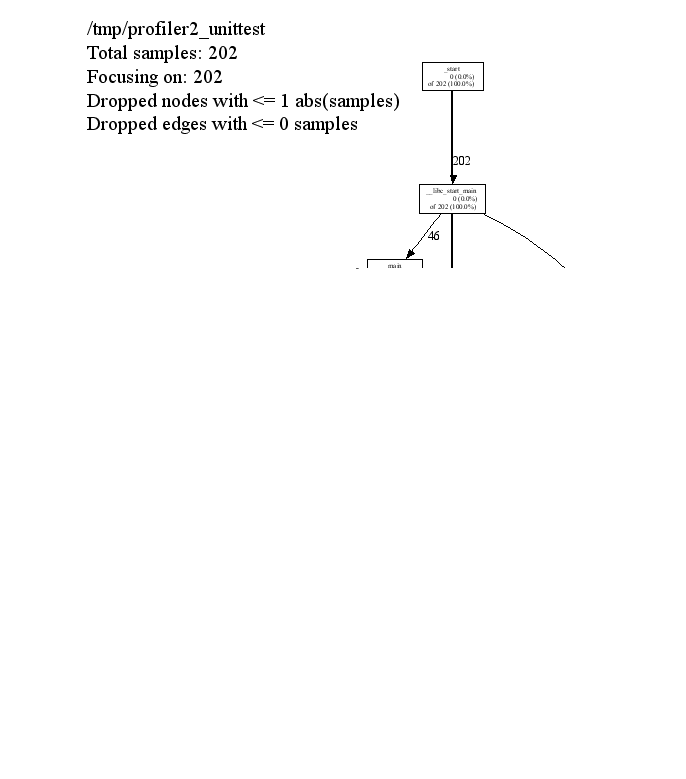 /tmp/profiler2_unittest
Total samples: 202
Focusing on: 202
Dropped nodes with <= 1 abs(samples)
Dropped edges with <= 0 samples
_start
0 (0.0%)
of 202 (100.0%)
202
__libc_start_main
0 (0.0%)
of 202 (100.0%)
46
main